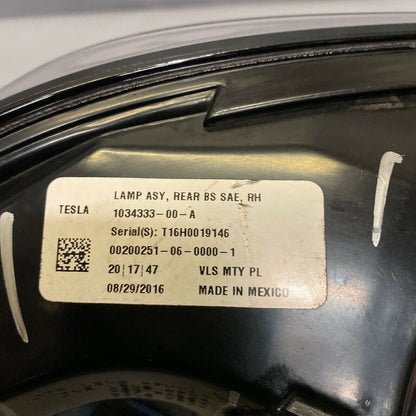 LAMP ASY, REAR BS SAE, RH
TESLA 1034333-00-A
Serial(S): T16H0019146
00200251-06-0000-1
20|17|47 VLS MTY PL
08/29/2016 MADE IN MEXICO